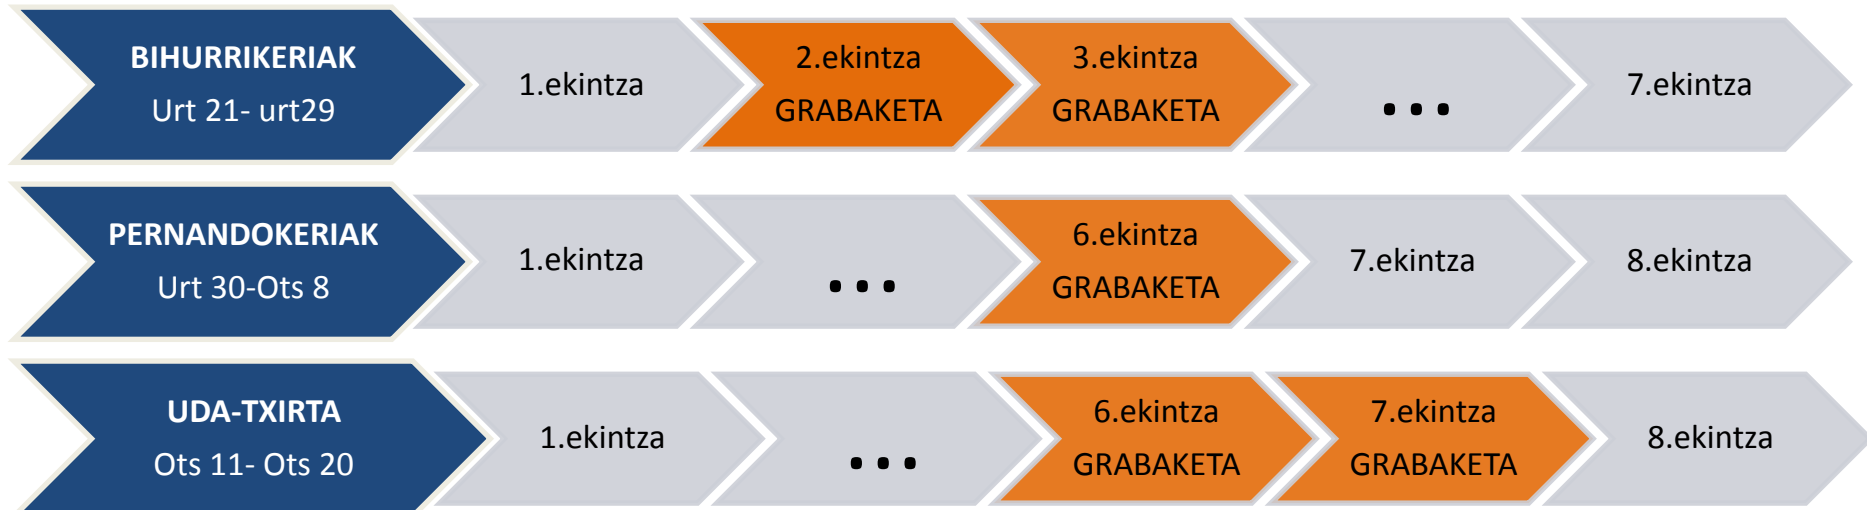 BIHURRIKERIAK
Urt 21- urt29
1.ekintza
2.ekintza
GRABAKETA
3.ekintza
GRABAKETA
...
7.ekintza
PERNANDOKERIAK
Urt 30-Ots 8
1.ekintza
...
6.ekintza
GRABAKETA
7.ekintza
8.ekintza
UDA-TXIRTA
Ots 11- Ots 20
1.ekintza
...
6.ekintza
GRABAKETA
7.ekintza
GRABAKETA
8.ekintza